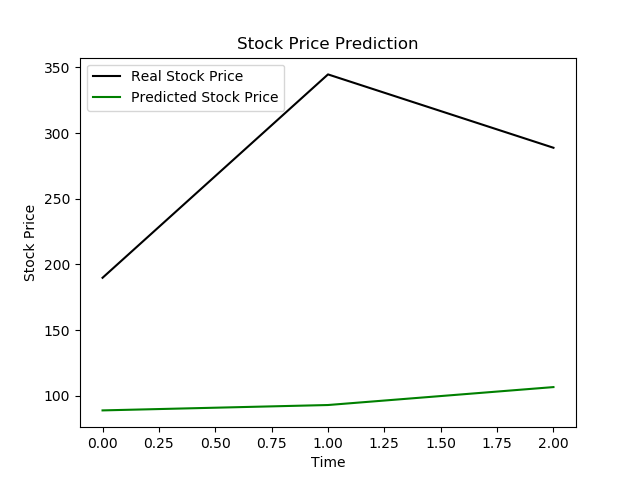 Stock Price Prediction
Real Stock Price
Predicted Stock Price
Stock Price
350
300
250
200
150
100
0.00 0.25 0.50 0.75 1.00 1.25 1.50 1.75 2.00
Time